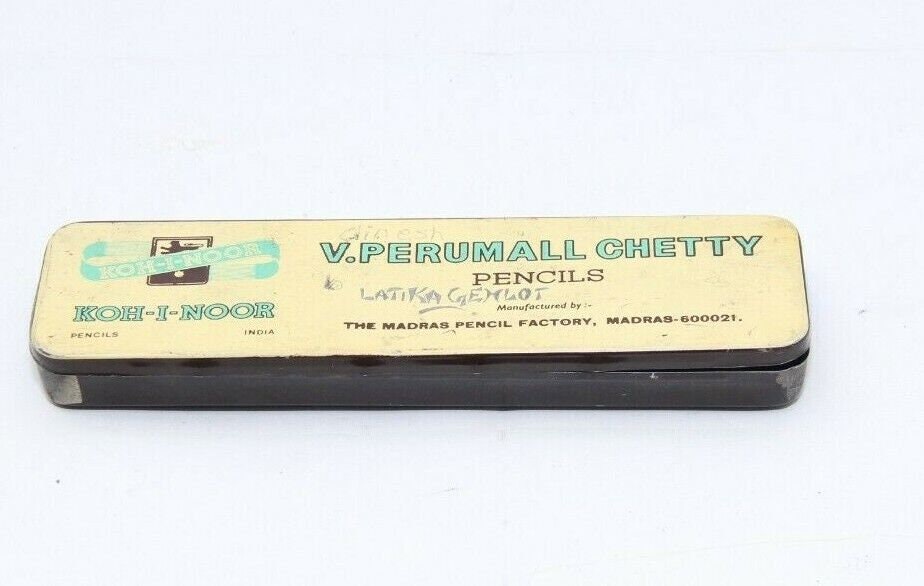 KOH-I-NOOR
KOH-I-NOOR
PENCILS INDIA
V.PERUMALL CHETTY
PENCILS
LATIKA GEHLOT
Manufactured by :-
THE MADRAS PENCIL FACTORY, MADRAS-600021.